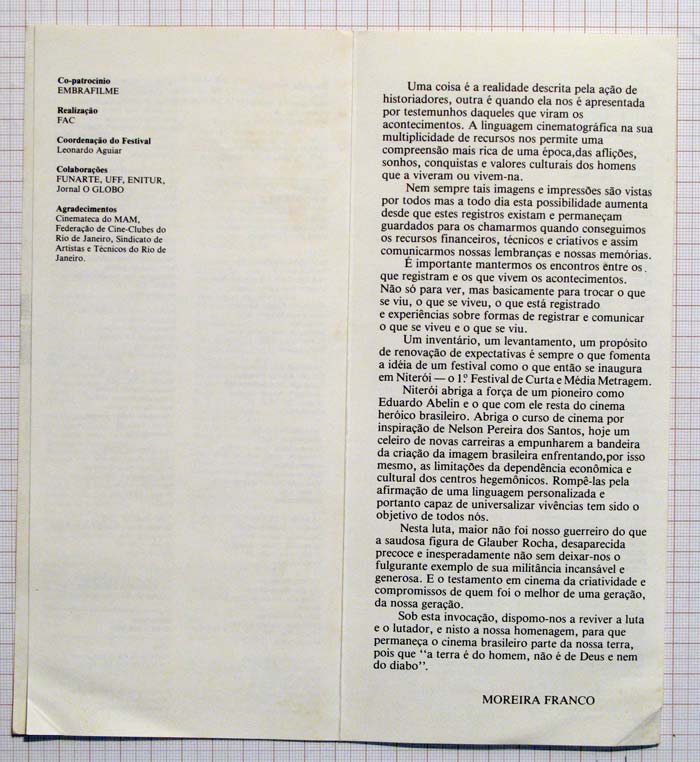 Co-patrocínio
EMBRAFILME
Realização
FAC
Coordenação do Festival
Leonardo Aguiar
Colaborações
FUNARTE, UFF, ENITUR,
Jornal O GLOBO
Agradecimentos
Cinemateca do MAM,
Federação de Cine-Clubes do
Rio de Janeiro, Sindicato de
Artistas e Técnicos do Rio de
Janeiro.
Uma coisa é a realidade descrita pela ação de
historiadores, outra é quando ela nos é apresentada
por testemunhos daqueles que viram os
acontecimentos. A linguagem cinematográfica na sua
multiplicidade de recursos nos permite uma
compreensão mais rica de uma época,das aflições,
sonhos, conquistas e valores culturais dos homens
que a viveram ou vivem-na.
Nem sempre tais imagens e impressões são vistas
por todos mas a todo dia esta possibilidade aumenta
desde que estes registros existam e permaneçam
guardados para os chamarmos quando conseguimos
os recursos financeiros, técnicos e criativos e assim
comunicarmos nossas lembranças e nossas memórias.
É importante mantermos os encontros entre os
que registram e os que vivem os acontecimentos.
Não só para ver, mas basicamente para trocar o que
se viu, o que se viveu, o que está registrado
e experiências sobre formas de registrar e comunicar
o que se viveu e o que se viu.
Um inventário, um levantamento, um propósito
de renovação de expectativas é sempre o que fomenta
a idéia de um festival como o que então se inaugura
em Niterói — o 1º Festival de Curta e Média Metragem.
Niterói abriga a força de um pioneiro como
Eduardo Abelin e o que com ele resta do cinema
heróico brasileiro. Abriga o curso de cinema por
inspiração de Nelson Pereira dos Santos, hoje um
celeiro de novas carreiras a empunharem a bandeira
da criação da imagem brasileira enfrentando,por isso
mesmo, as limitações da dependência econômica e
cultural dos centros hegemônicos. Rompê-las pela
afirmação de uma linguagem personalizada e
portanto capaz de universalizar vivências tem sido o
objetivo de todos nós.
Nesta luta, maior não foi nosso guerreiro do que
a saudosa figura de Glauber Rocha, desaparecida
precoce e inesperadamente não sem deixar-nos o
fulgurante exemplo de sua militância incansável e
generosa. E o testamento em cinema da criatividade e
compromissos de quem foi o melhor de uma geração,
da nossa geração.
Sob esta invocação, dispomo-nos a reviver a luta
e o lutador, e nisto a nossa homenagem, para que
permaneça o cinema brasileiro parte da nossa terra,
pois que "a terra é do homem, não é de Deus e nem
do diabo".
MOREIRA FRANCO